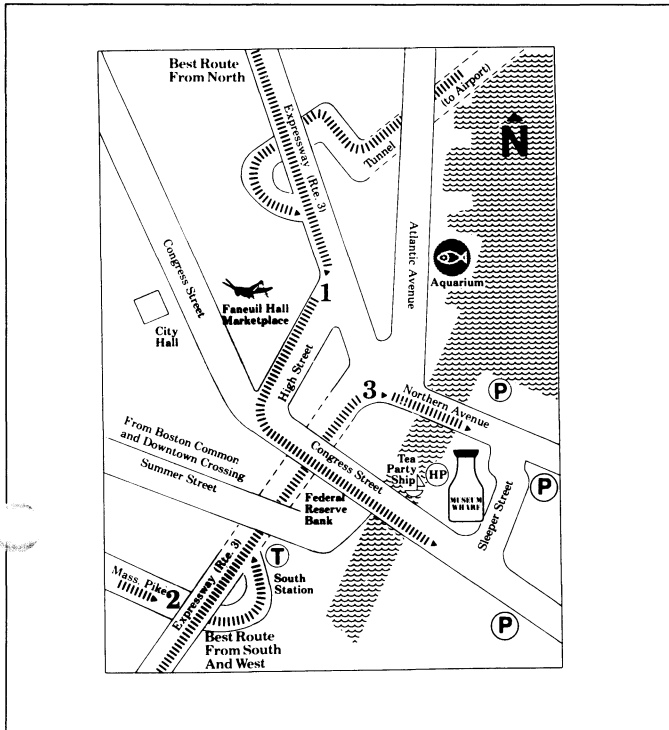 Best Route
From North
Expressway (Rte. 3)
(to Airport)
Tunnel
N
Congress Street
Atlantic Avenue
Aquarium
Faneuil Hall
Marketplace
1
City
Hall
High Street
3
Northern Avenue
P
From Boston Common
and Downtown Crossing
Summer Street
Congress Street
Tea
Party
Ship
HP
MUSEUM
WHARF
Sleeper Street
P
Federal
Reserve
Bank
T
South
Station
Mass. Pike
2
Expressway (Rte. 3)
Best Route
From South
And West
P